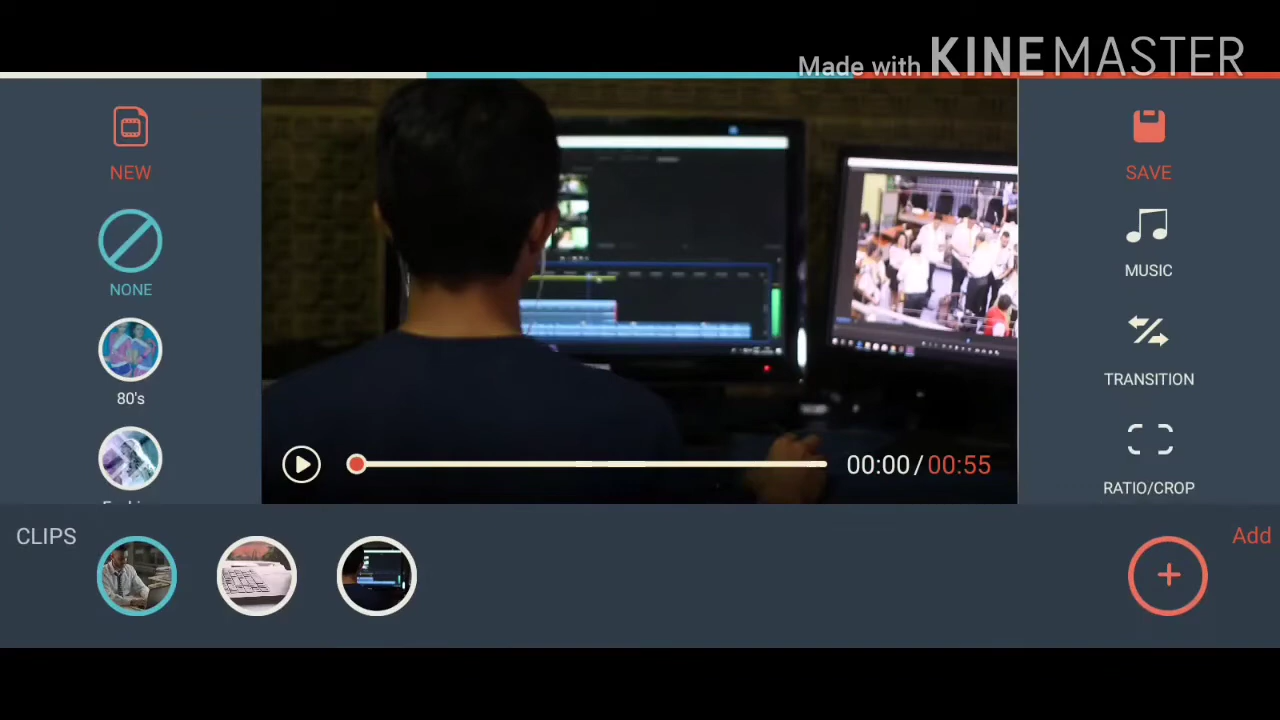 Made with KINEMASTER
NEW
SAVE
NONE
MUSIC
80's
TRANSITION
RATIO/CROP
00:00/00:55
CLIPS
Add